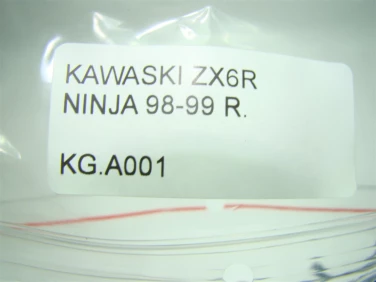 KAWASKI ZX6R
NINJA 98-99 R.
KG.A001